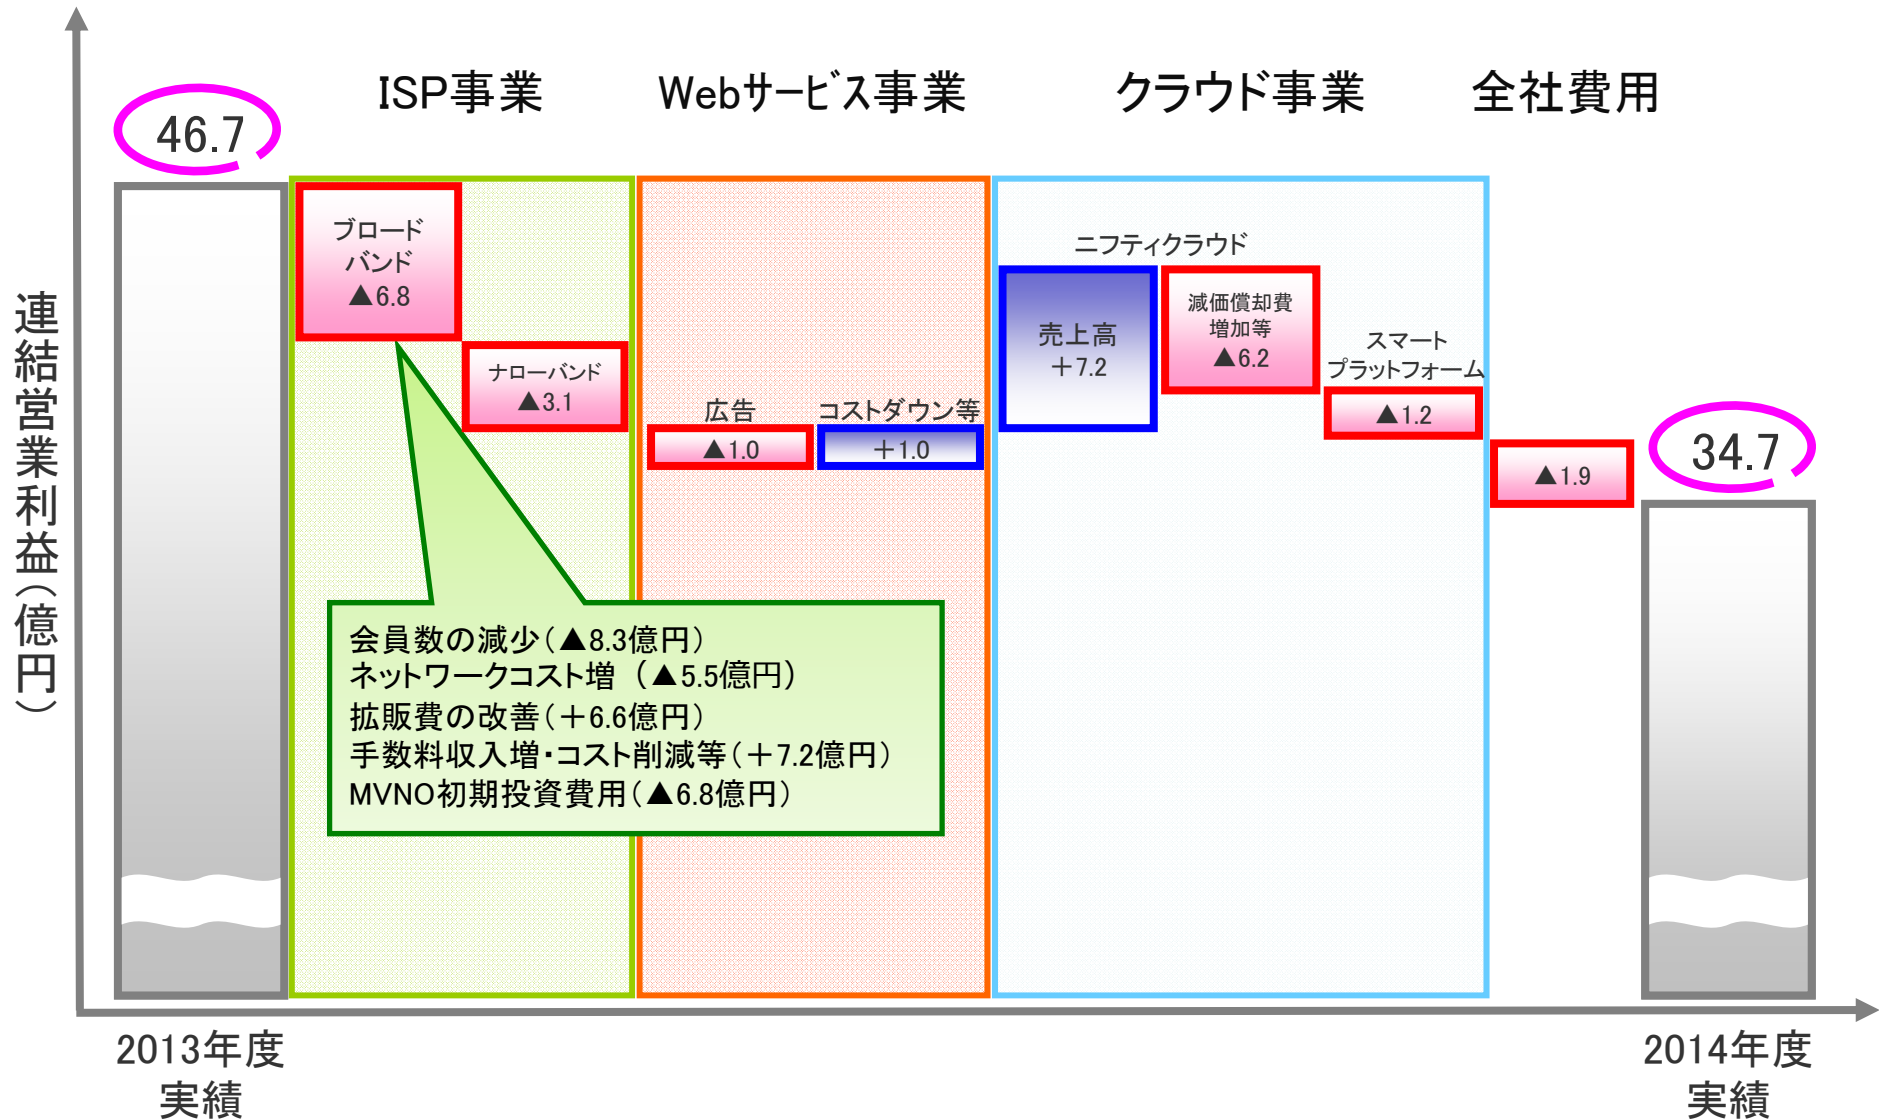 ISP事業
Webサービス事業
クラウド事業
全社費用
46.7
ブロード
バンド
▲6.8
ナローバンド
▲3.1
広告
▲1.0
コストダウン等
＋1.0
ニフティクラウド
売上高
＋7.2
減価償却費
増加等
▲6.2
スマート
プラットフォーム
▲1.2
▲1.9
34.7
連結営業利益（億円）
会員数の減少（▲8.3億円）
ネットワークコスト増 （▲5.5億円）
拡販費の改善（＋6.6億円）
手数料収入増・コスト削減等（＋7.2億円）
MVNO初期投資費用（▲6.8億円）
2013年度
実績
2014年度
実績